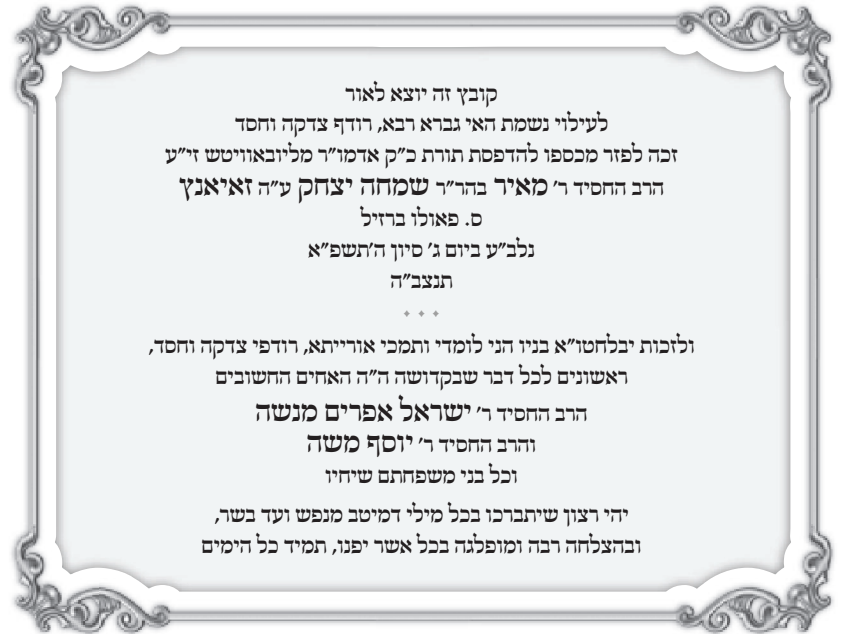 קובץ זה יוצא לאור
לעילוי נשמת האי גברא רבא, רודף צדקה וחסד
זכה לפזר מכספו להדפסת תורת כ"ק אדמו"ר מליובאוויטש זי"ע
הרב החסיד ר' מאיר בהר"ר שמחה יצחק ע"ה זאיאנץ
ס. פאולו ברזיל
נלב"ע ביום ג' סיון ה'תשפ"א
תנצב"ה
ולזכות יבלחטו"א בניו הני לומדי ותמכי אורייתא, רודפי צדקה וחסד,
ראשונים לכל דבר שבקדושה ה"ה האחים החשובים
הרב החסיד ר' ישראל אפרים מנשה
והרב החסיד ר' יוסף משה
וכל בני משפחתם שיחיו
יהי רצון שיתברכו בכל מילי דמיטב מנפש ועד בשר,
ובהצלחה רבה ומופלגה בכל אשר יפנו, תמיד כל הימים